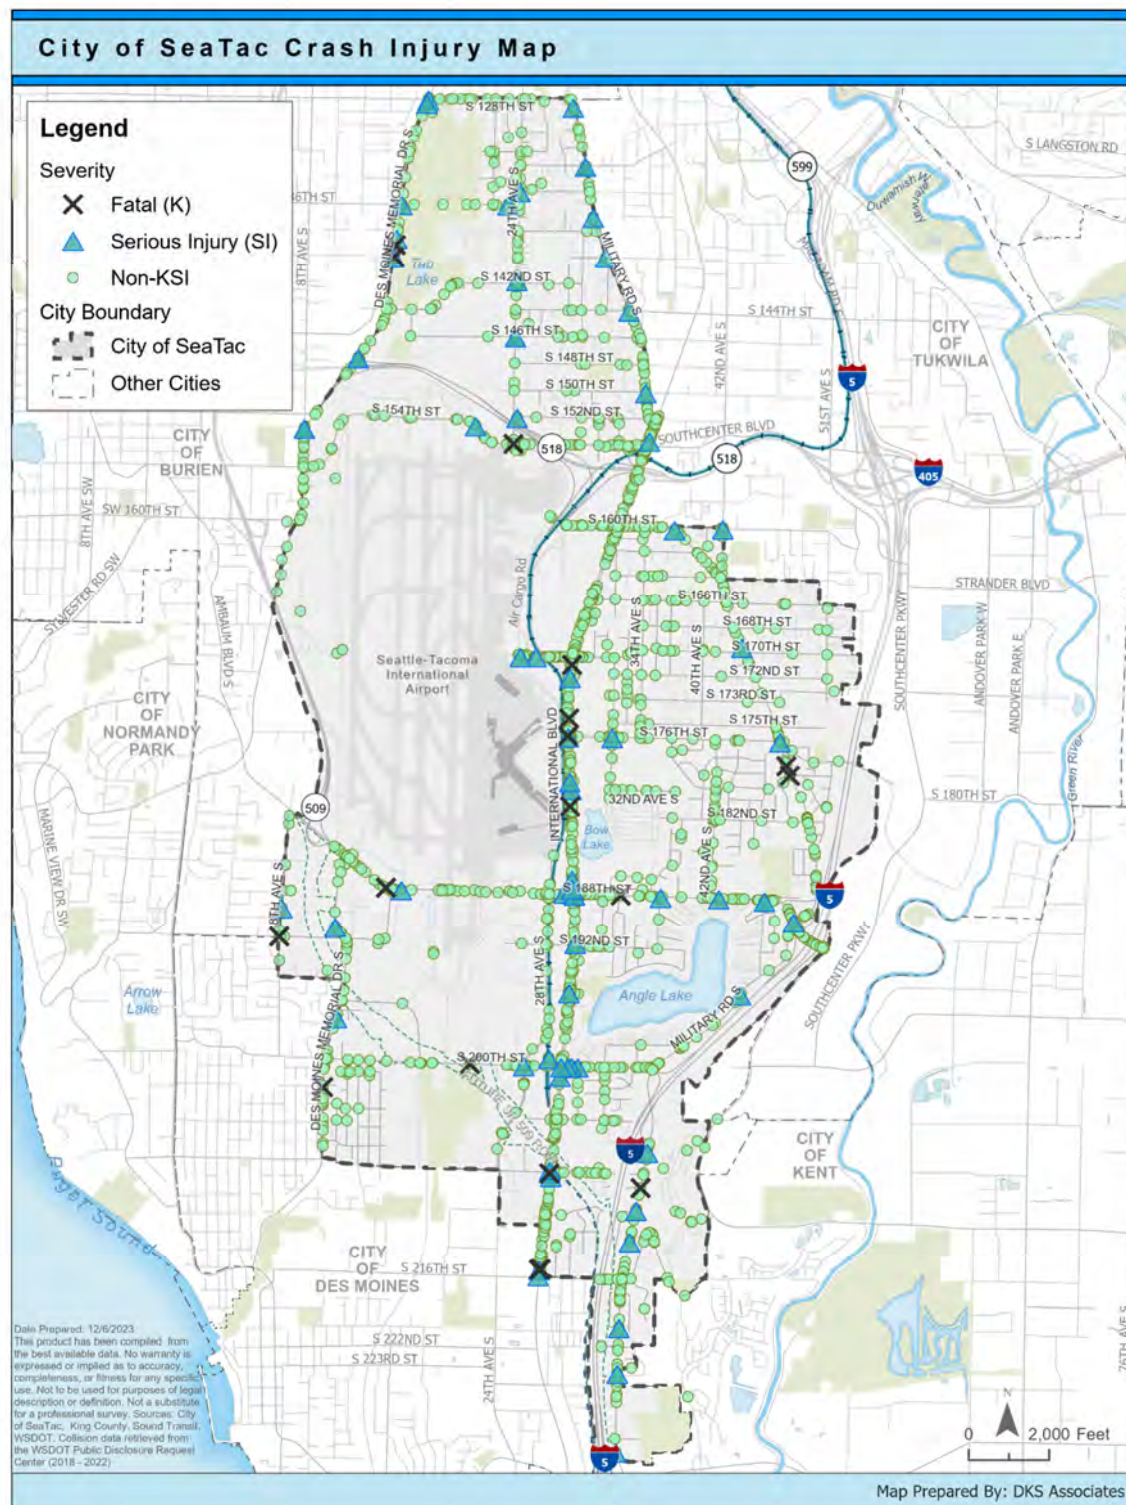 City of SeaTac Crash Injury Map
Legend
Severity
Fatal (K)
Serious Injury (SI)
Non-KSI
City Boundary
City of SeaTac
Other Cities
S 128TH ST
S LANGSTON RD
599
Duwamish Waterway
DES MOINES MEMORIAL DR S
24TH AVE S
8TH AVE S
MILITARY RD S
Lake
S 142ND ST
S 144TH ST
CITY
OF
TUKWILA
S 146TH ST
S 148TH ST
42ND AVE S
51ST AVE S
5
S 150TH ST
S 154TH ST
S 152ND ST
SOUTHCENTER BLVD
518
518
405
CITY
OF
BURIEN
8TH AVE SW
SW 160TH ST
SYLVESTER RD SW
AMBAUM BLVD S
S 160TH ST
Air Cargo Rd
STRANDER BLVD
S 166TH ST
S 168TH ST
S 170TH ST
34TH AVE S
40TH AVE S
S 172ND ST
S 173RD ST
S 175TH ST
S 176TH ST
SOUTHCENTER PKWY
ANDOVER PARK W
ANDOVER PARK E
Seattle-Tacoma
International
Airport
CITY
OF
NORMANDY
PARK
INTERNATIONAL BLVD
32ND AVE S
S 180TH ST
Green River
509
S 182ND ST
Bow
Lake
MARINE VIEW DR SW
8TH AVE S
S 188TH ST
42ND AVE S
5
S 192ND ST
28TH AVE S
Arrow
Lake
Angle Lake
MILITARY RD S
SOUTHCENTER PKWY
DES MOINES MEMORIAL DR S
S 200TH ST
5
CITY
OF
KENT
Puget Sound
CITY
OF
DES MOINES
S 216TH ST
S 222ND ST
S 223RD ST
24TH AVE S
76TH AVE S
5
Date Prepared: 12/6/2023
This product has been compiled from
the best available data. No warranty is
expressed or implied as to accuracy,
completeness, or fitness for any specific
use. Not to be used for purposes of legal
description or definition. Not a substitute
for a professional survey. Sources: City
of SeaTac, King County, Sound Transit,
WSDOT. Collision data retrieved from
the WSDOT Public Disclosure Request
Center (2018 - 2022)
N
0 2,000 Feet
Map Prepared By: DKS Associates